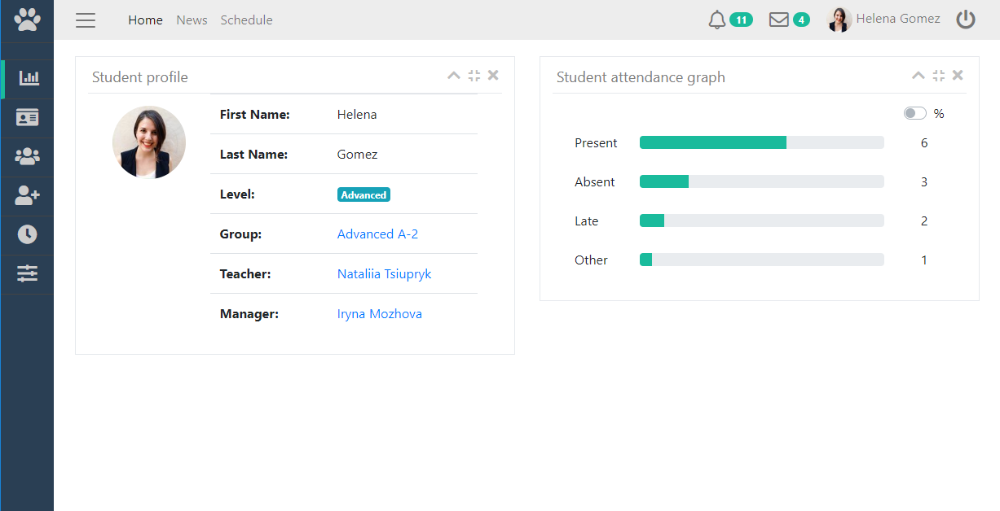 Home News Schedule 11 4 Helena Gomez
Student profile
First Name: Helena
Last Name: Gomez
Level: Advanced
Group: Advanced A-2
Teacher: Nataliia Tsiupryk
Manager: Iryna Mozhova
Student attendance graph
%
Present 6
Absent 3
Late 2
Other 1